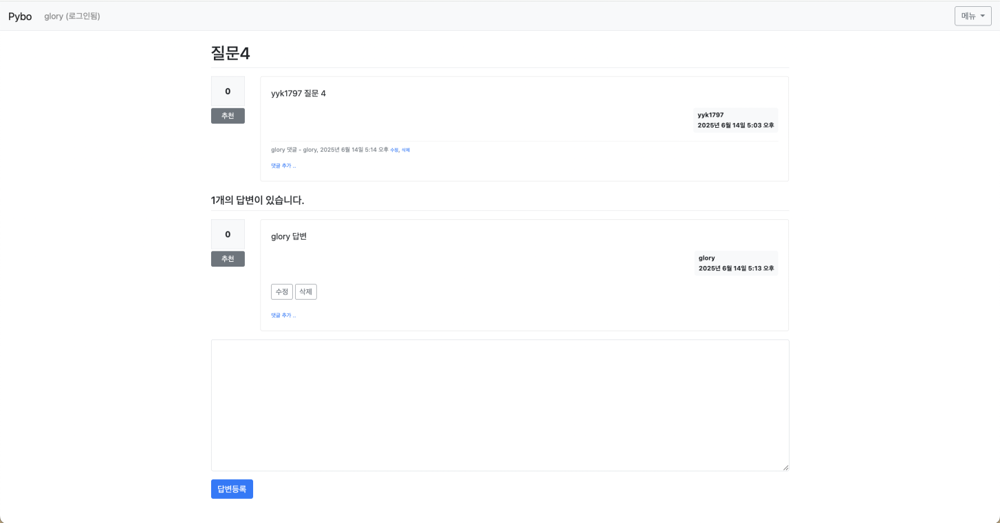 Pybo glory (로그인됨) 메뉴
질문4
0
추천
yyk1797 질문 4
yyk1797
2025년 6월 14일 5:03 오후
glory 댓글 - glory, 2025년 6월 14일 5:14 오후 수정, 삭제
댓글 추가 ..
1개의 답변이 있습니다.
0
추천
glory 답변
glory
2025년 6월 14일 5:13 오후
수정 삭제
댓글 추가 ..
답변등록